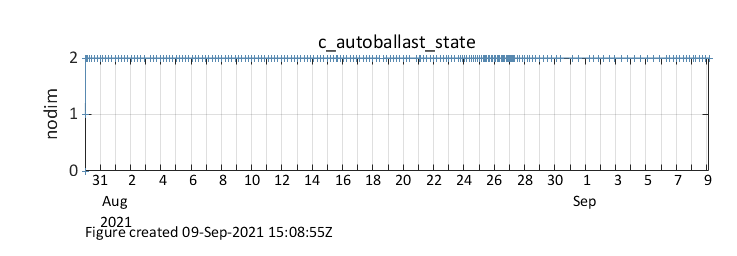 c_autoballast_state
nodim
2
1
0
31 2 4 6 8 10 12 14 16 18 20 22 24 26 28 30 1 3 5 7 9
Aug Sep
2021
Figure created 09-Sep-2021 15:08:55Z